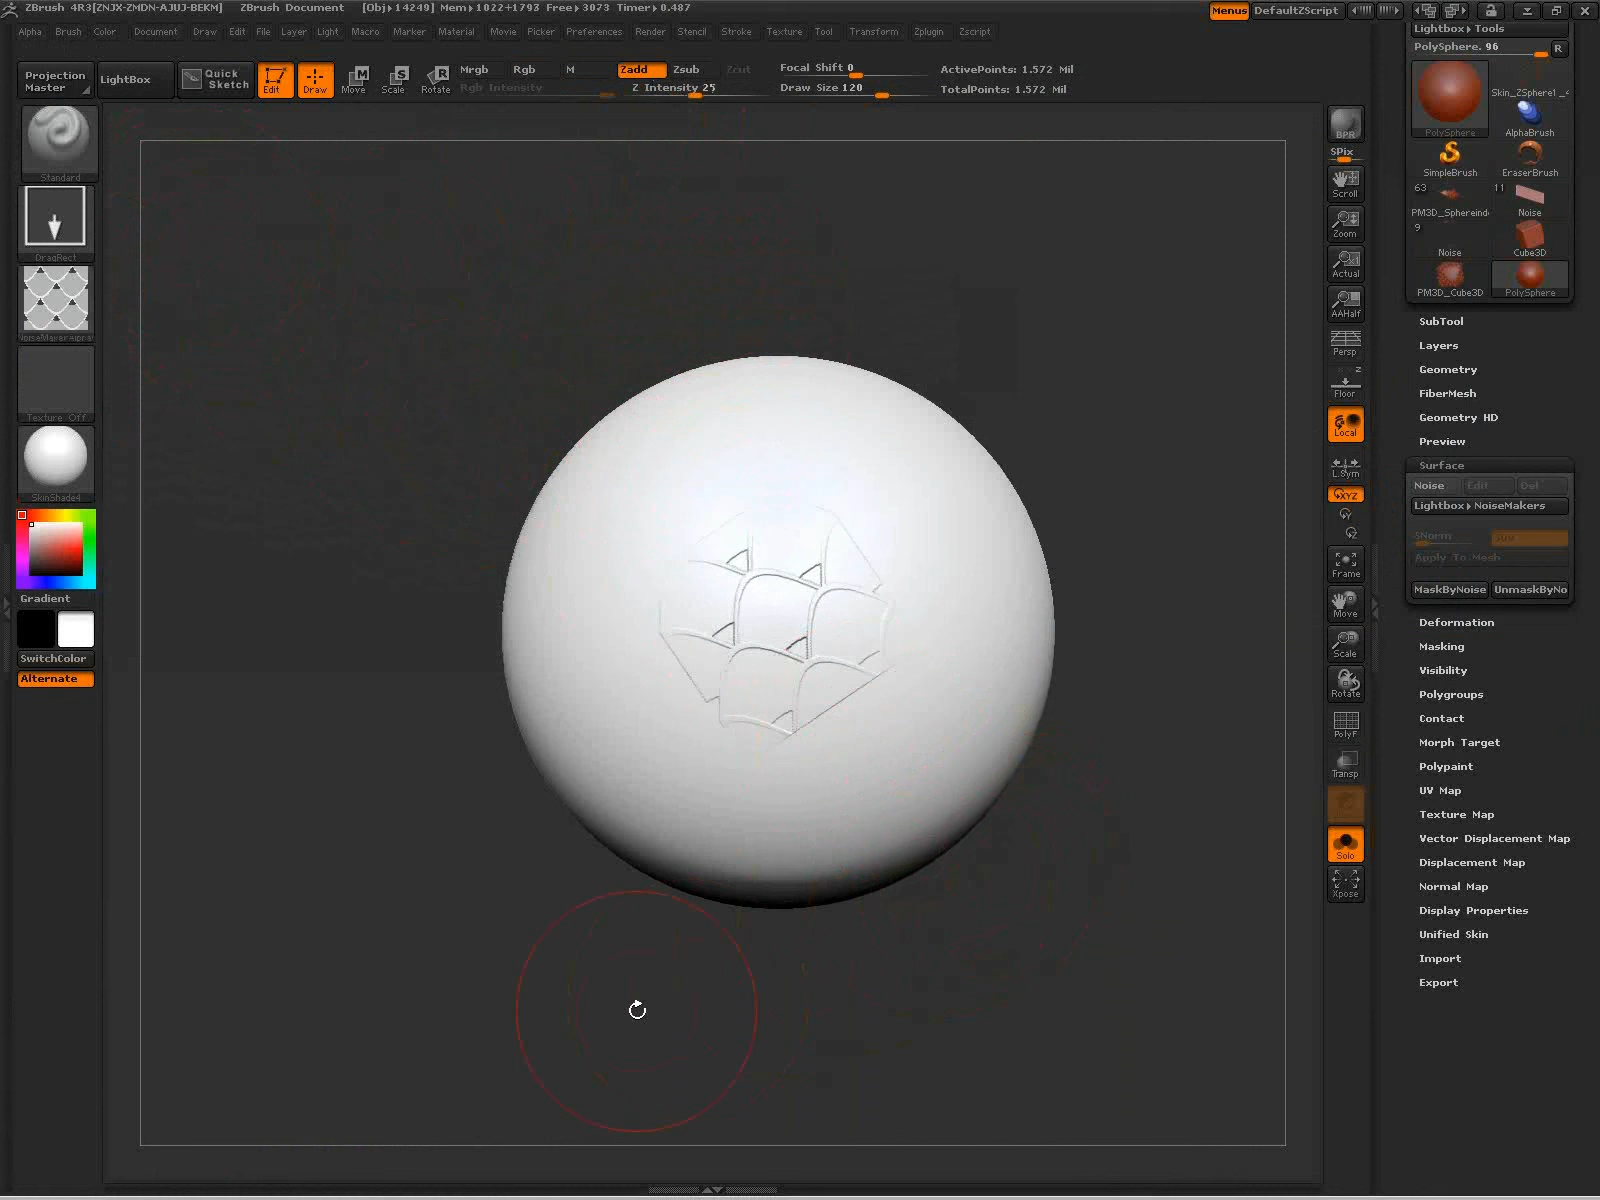 ZBrush 4R3[ZNJX-ZMDN-AJUJ-BEKM] ZBrush Document [Obj▸14249] Mem▸1022+1793 Free▸3073 Timer▸0.487 Menus DefaultZScript
Alpha Brush Color Document Draw Edit File Layer Light Macro Marker Material Movie Picker Preferences Render Stencil Stroke Texture Tool Transform Zplugin Zscript
Projection Master
LightBox
Quick Sketch
Edit
Draw
Move
Scale
Rotate
Mrgb Rgb M
Rgb Intensity
Zadd Zsub Zcut
Z Intensity 25
Focal Shift 0
Draw Size 120
ActivePoints: 1.572 Mil
TotalPoints: 1.572 Mil
Standard
DragRect
Texture Off
SkinShade4
Gradient
SwitchColor
Alternate
BPR
SPix
Scroll
Zoom
Actual
AAHalf
Persp
Floor
Local
L.Sym
XYZ
Y
Z
Frame
Move
Scale
Rotate
PolyF
Transp
Solo
Xpose
Lightbox▸Tools
PolySphere. 96 R
PolySphere
Skin_ZSphere1
AlphaBrush
SimpleBrush
EraserBrush
63
PM3D_Sphereind
11
Noise
9
Noise
Cube3D
PM3D_Cube3D
PolySphere
SubTool
Layers
Geometry
FiberMesh
Geometry HD
Preview
Surface
Noise Edit Del
Lightbox▸NoiseMakers
SNorm
Apply To Mesh
MaskByNoise UnmaskByNo
Deformation
Masking
Visibility
Polygroups
Contact
Morph Target
Polypaint
UV Map
Texture Map
Vector Displacement Map
Displacement Map
Normal Map
Display Properties
Unified Skin
Import
Export